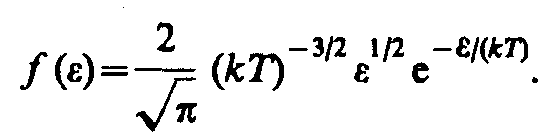 f (ε) = 2/√π (kT)^{-3/2} ε^{1/2} e^{-ε/(kT)}.